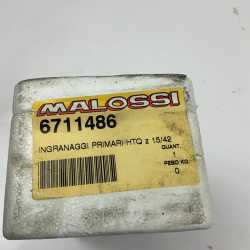 MALOSSI
6711486
INGRANAGGI PRIMARI HTQ z 15/42
QUANT.
1
PESO KG
0